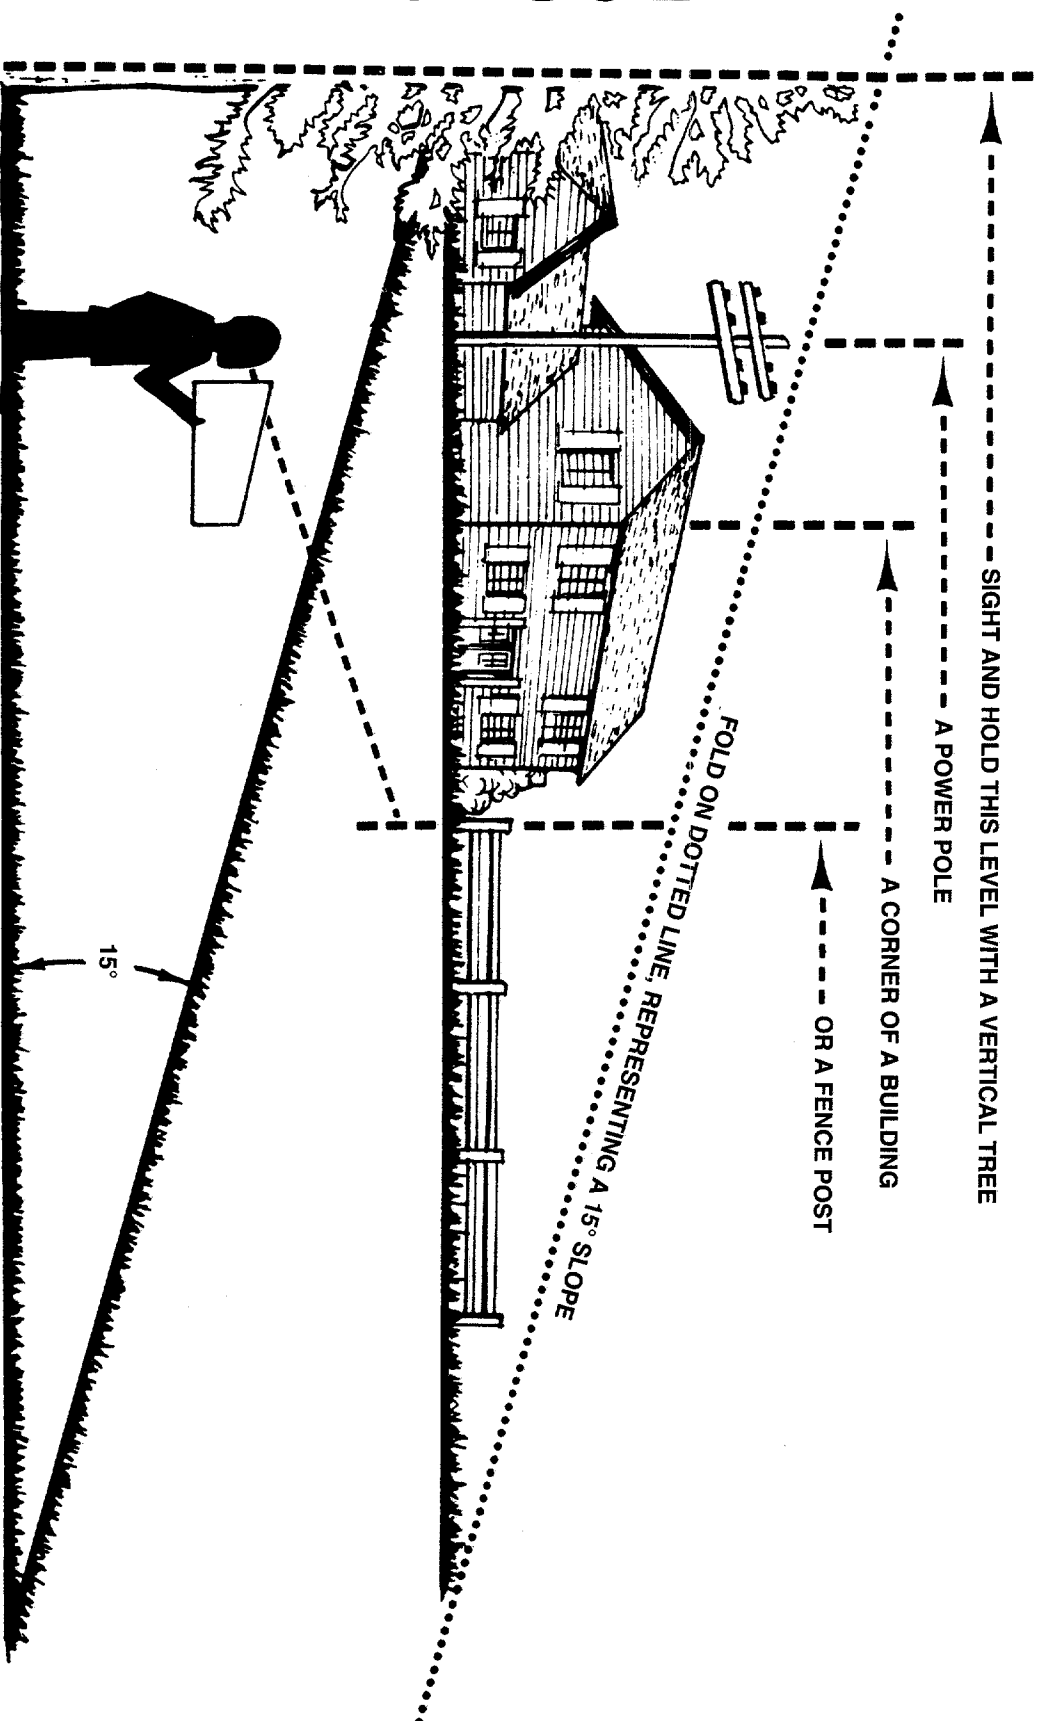 SIGHT AND HOLD THIS LEVEL WITH A VERTICAL TREE
A POWER POLE
A CORNER OF A BUILDING
OR A FENCE POST
FOLD ON DOTTED LINE, REPRESENTING A 15° SLOPE
15°